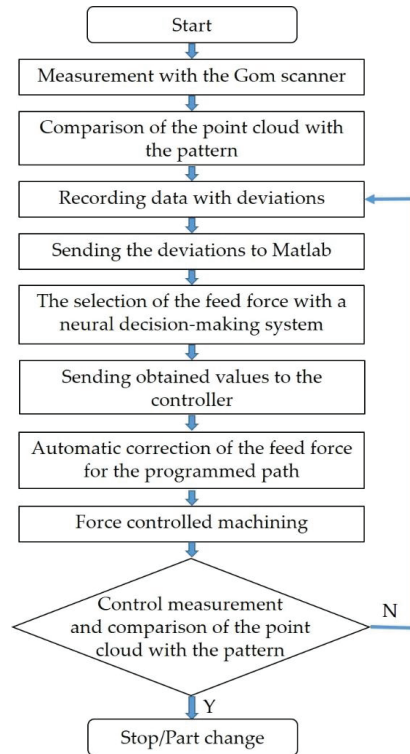 Start
Measurement with the Gom scanner
Comparison of the point cloud with
the pattern
Recording data with deviations
Sending the deviations to Matlab
The selection of the feed force with a
neural decision-making system
Sending obtained values to the
controller
Automatic correction of the feed force
for the programmed path
Force controlled machining
Control measurement
and comparison of the point
cloud with the pattern
N
Y
Stop/Part change